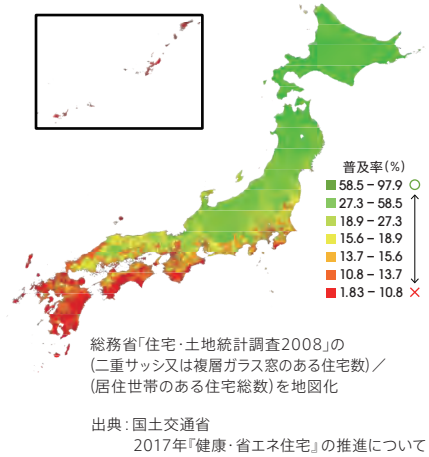 普及率(%)
58.5 – 97.9 ○
27.3 – 58.5
18.9 – 27.3
15.6 – 18.9
13.7 – 15.6
10.8 – 13.7
1.83 – 10.8 ×
総務省「住宅・土地統計調査2008」の
(二重サッシ又は複層ガラス窓のある住宅数)／
(居住世帯のある住宅総数)を地図化
出典：国土交通省
2017年『健康・省エネ住宅』の推進について